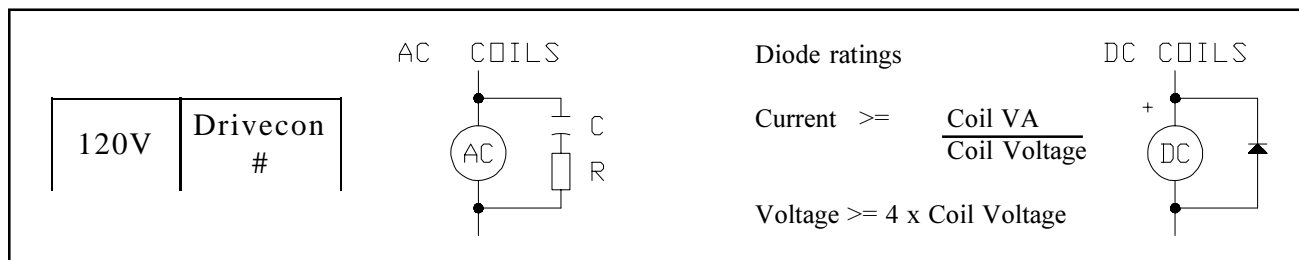 120V
Drivecon
#
AC COILS
AC
C
R
Diode ratings
Current >= Coil VA
Coil Voltage
Voltage >= 4 x Coil Voltage
DC COILS
+
DC